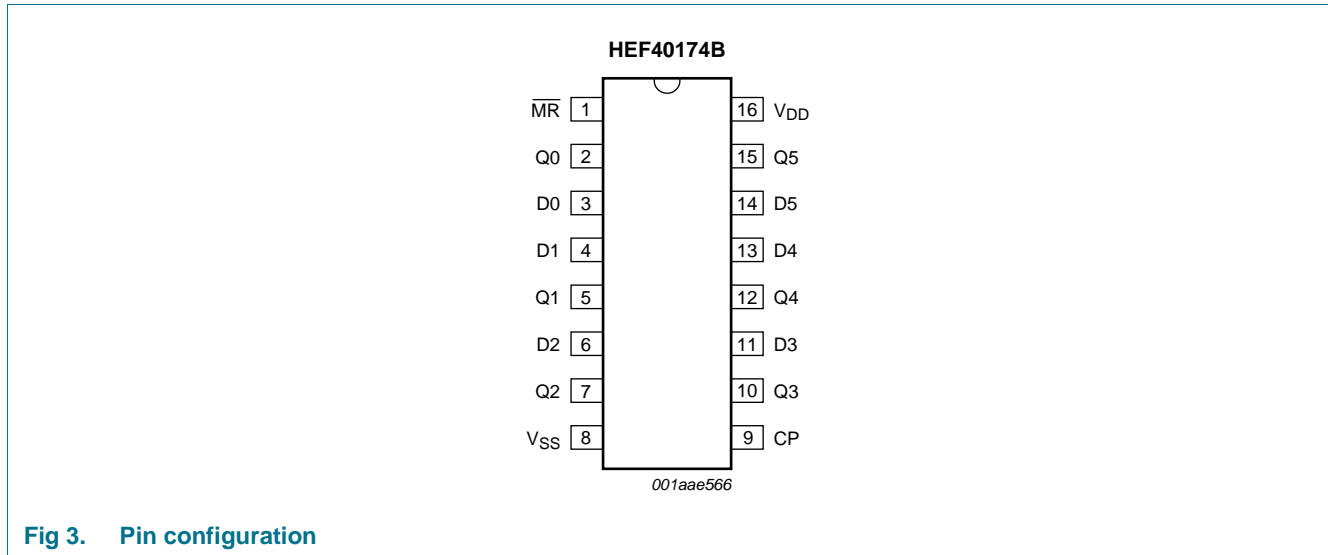 HEF40174B
M̅R̅ 1 16 VDD
Q0 2 15 Q5
D0 3 14 D5
D1 4 13 D4
Q1 5 12 Q4
D2 6 11 D3
Q2 7 10 Q3
VSS 8 9 CP
001aae566
Fig 3. Pin configuration